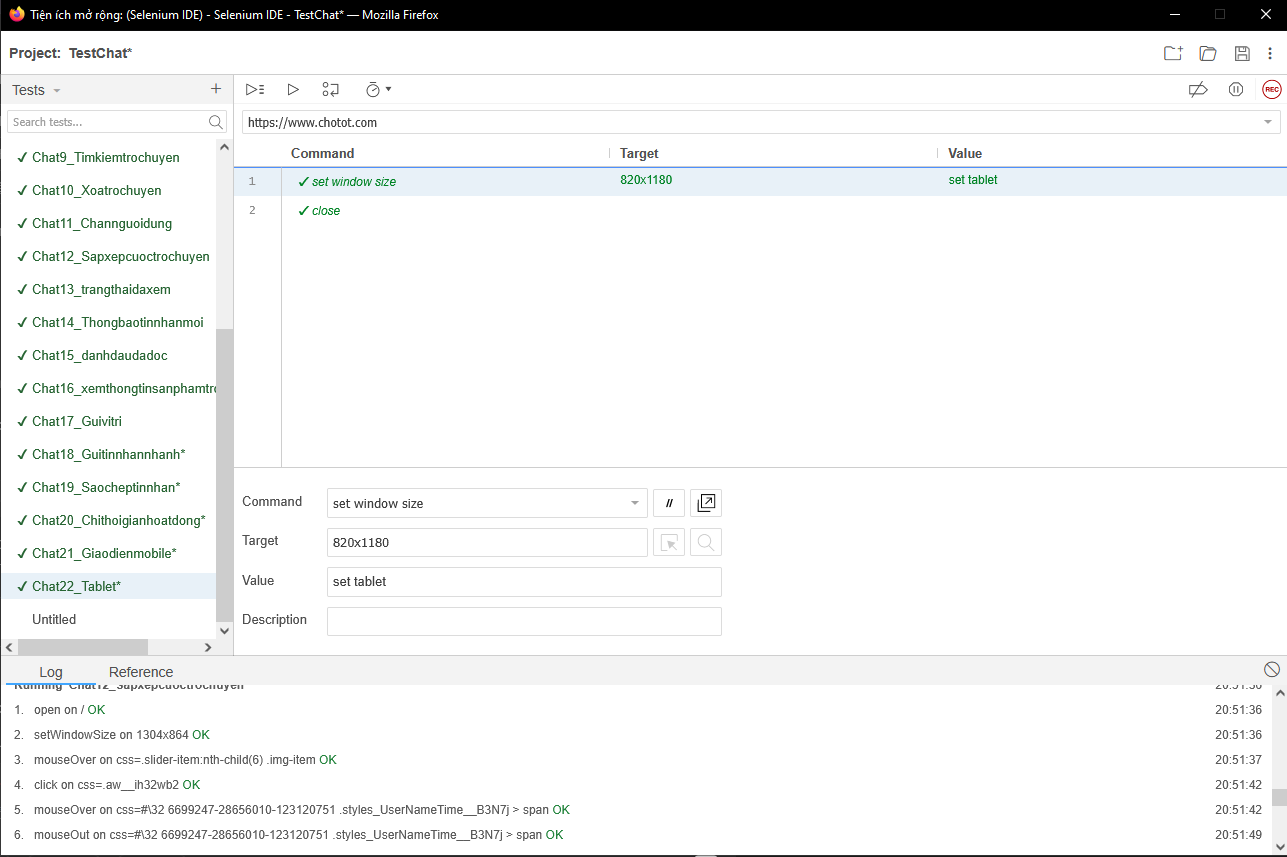 Tiện ích mở rộng: (Selenium IDE) - Selenium IDE - TestChat* — Mozilla Firefox
Project: TestChat*
Tests
Search tests...
Chat9_Timkiemtrochuyen
Chat10_Xoatrochuyen
Chat11_Channguoidung
Chat12_Sapxepcuoctrochuyen
Chat13_trangthaidaxem
Chat14_Thongbaotinnhanmoi
Chat15_danhdaudadoc
Chat16_xemthongtinsanphamtro
Chat17_Guivitri
Chat18_Guitinnhannhanh*
Chat19_Saocheptinnhan*
Chat20_Chithoigianhoatdong*
Chat21_Giaodienmobile*
Chat22_Tablet*
Untitled
REC
https://www.chotot.com
Command Target Value
1 set window size 820x1180 set tablet
2 close
Command set window size //
Target 820x1180
Value set tablet
Description
Log Reference
Running 'Chat12_Sapxepcuoctrochuyen' 20:51:36
1. open on / OK 20:51:36
2. setWindowSize on 1304x864 OK 20:51:36
3. mouseOver on css=.slider-item:nth-child(6) .img-item OK 20:51:37
4. click on css=.aw__ih32wb2 OK 20:51:42
5. mouseOver on css=#\32 6699247-28656010-123120751 .styles_UserNameTime__B3N7j > span OK 20:51:42
6. mouseOut on css=#\32 6699247-28656010-123120751 .styles_UserNameTime__B3N7j > span OK 20:51:49